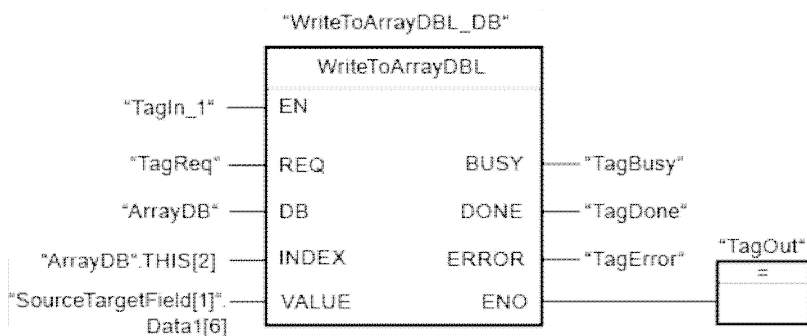 "WriteToArrayDBL_DB"
WriteToArrayDBL
"TagIn_1" EN
"TagReq" REQ BUSY "TagBusy"
"ArrayDB" DB DONE "TagDone"
"ArrayDB".THIS[2] INDEX ERROR "TagError"
"TagOut"
=
"SourceTargetField[1]". VALUE ENO
Data1[6]